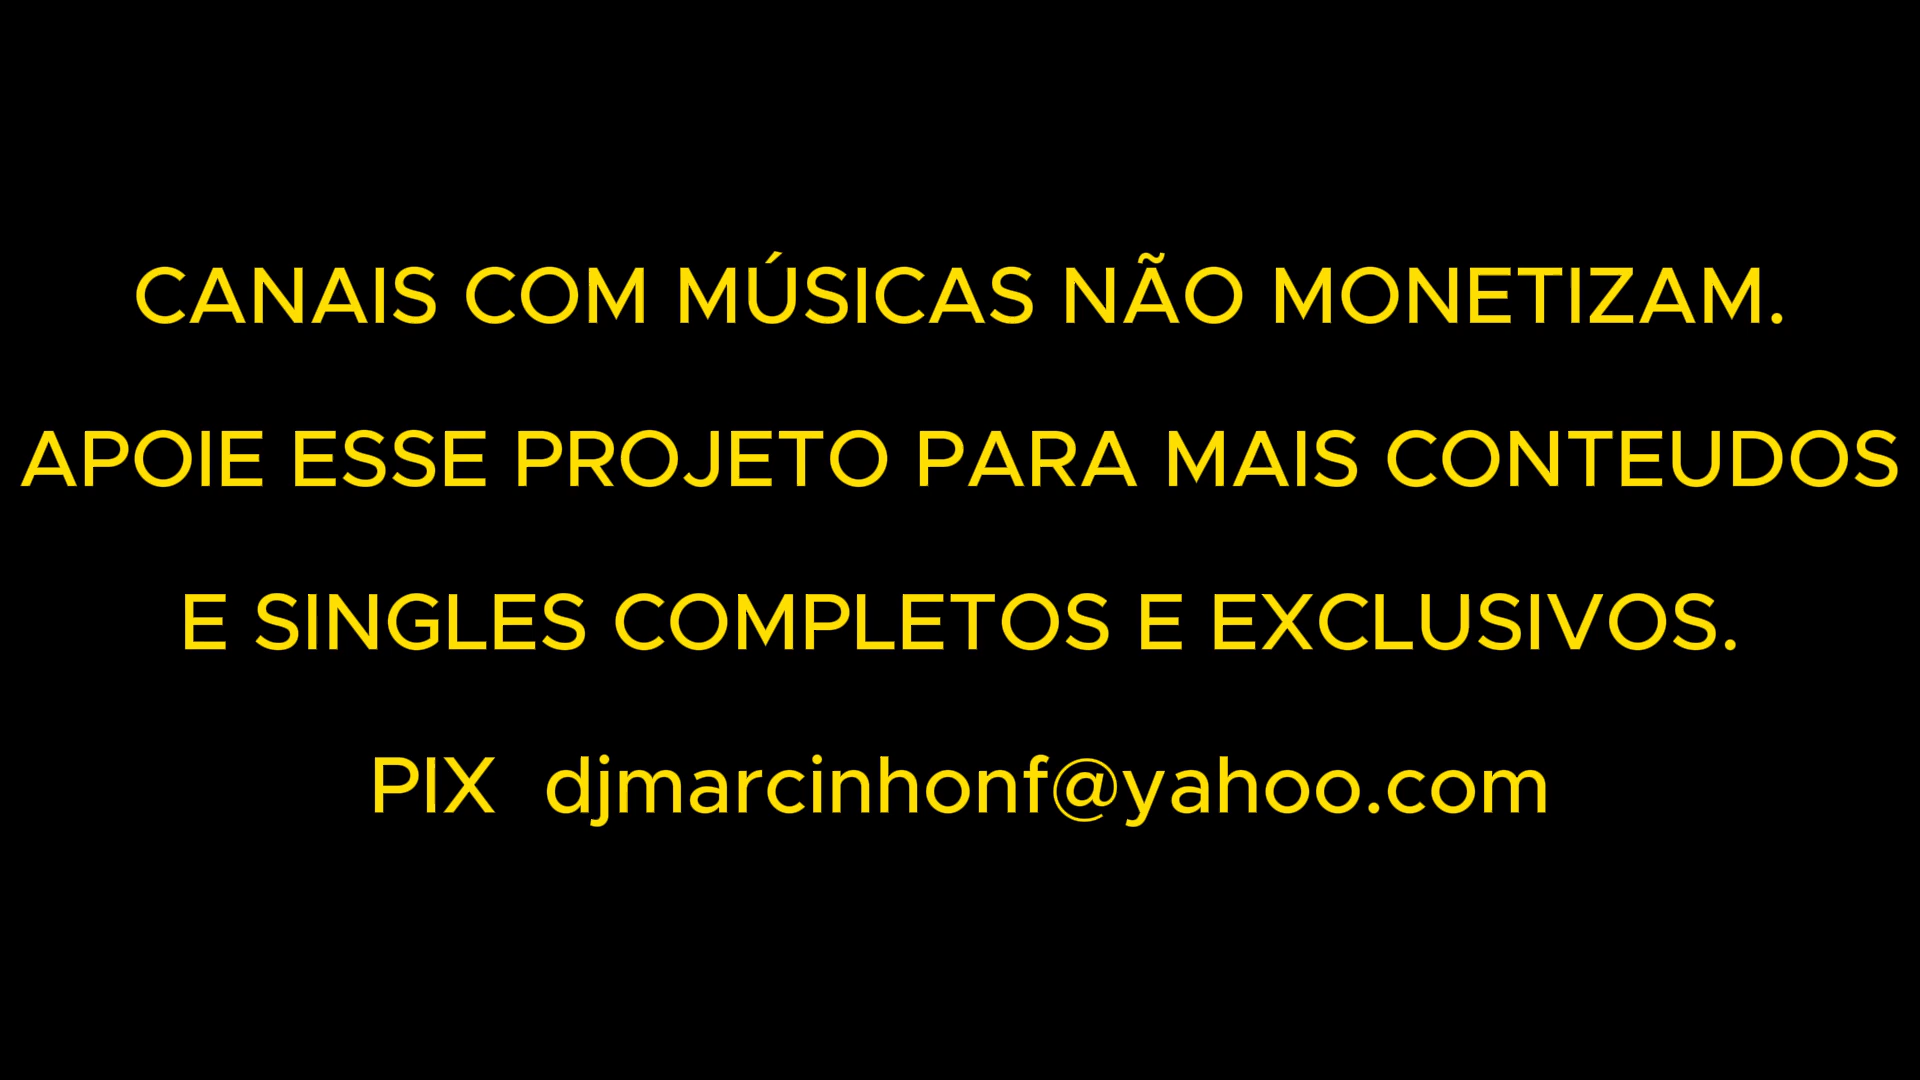 CANAIS COM MÚSICAS NÃO MONETIZAM.
APOIE ESSE PROJETO PARA MAIS CONTEUDOS
E SINGLES COMPLETOS E EXCLUSIVOS.
PIX djmarcinhonf@yahoo.com